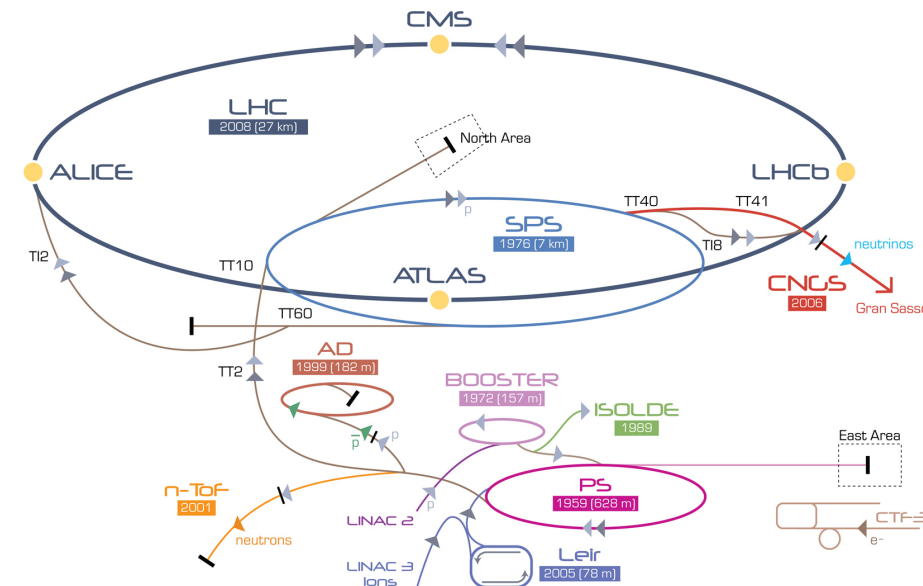 CMS
LHC
2008 (27 km)
North Area
ALICE
LHCb
TT40
TT41
p
SPS
1976 (7 km)
TI8
neutrinos
TI2
TT10
ATLAS
CNGS
2006
Gran Sasso
TT60
AD
1999 (182 m)
TT2
BOOSTER
1972 (157 m)
ISOLDE
1989
p
p
East Area
n-ToF
2001
PS
1959 (628 m)
p
LINAC 2
neutrons
CTF-3
e-
LINAC 3
Ions
Leir
2005 (78 m)